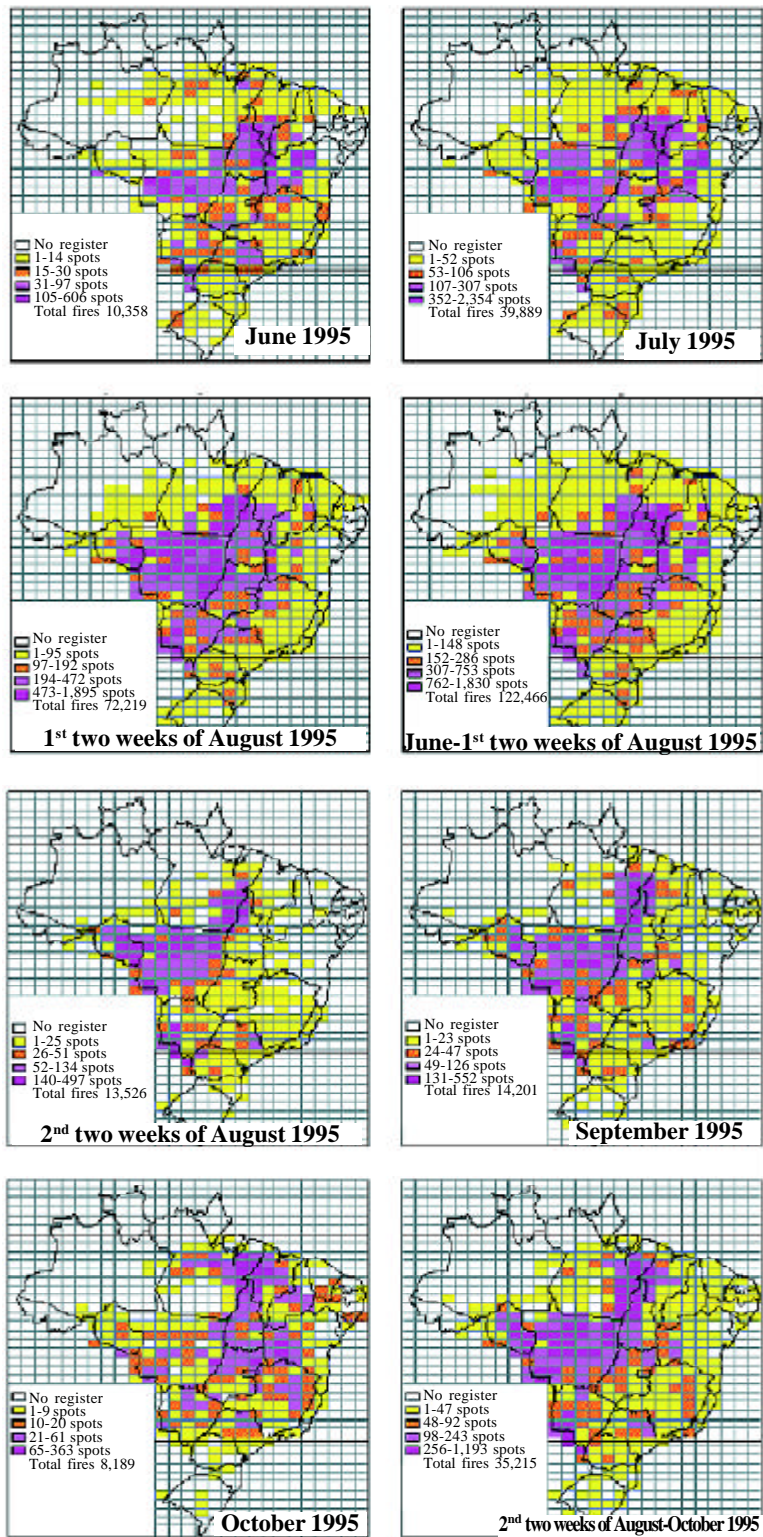 No register
1-14 spots
15-30 spots
31-97 spots
105-606 spots
Total fires 10,358
June 1995
No register
1-52 spots
53-106 spots
107-307 spots
352-2,354 spots
Total fires 39,889
July 1995
No register
1-95 spots
97-192 spots
194-472 spots
473-1,895 spots
Total fires 72,219
1st two weeks of August 1995
No register
1-148 spots
152-286 spots
307-753 spots
762-1,830 spots
Total fires 122,466
June-1st two weeks of August 1995
No register
1-25 spots
26-51 spots
52-134 spots
140-497 spots
Total fires 13,526
2nd two weeks of August 1995
No register
1-23 spots
24-47 spots
49-126 spots
131-552 spots
Total fires 14,201
September 1995
No register
1-9 spots
10-20 spots
21-61 spots
65-363 spots
Total fires 8,189
October 1995
No register
1-47 spots
48-92 spots
98-243 spots
256-1,193 spots
Total fires 35,215
2nd two weeks of August-October 1995